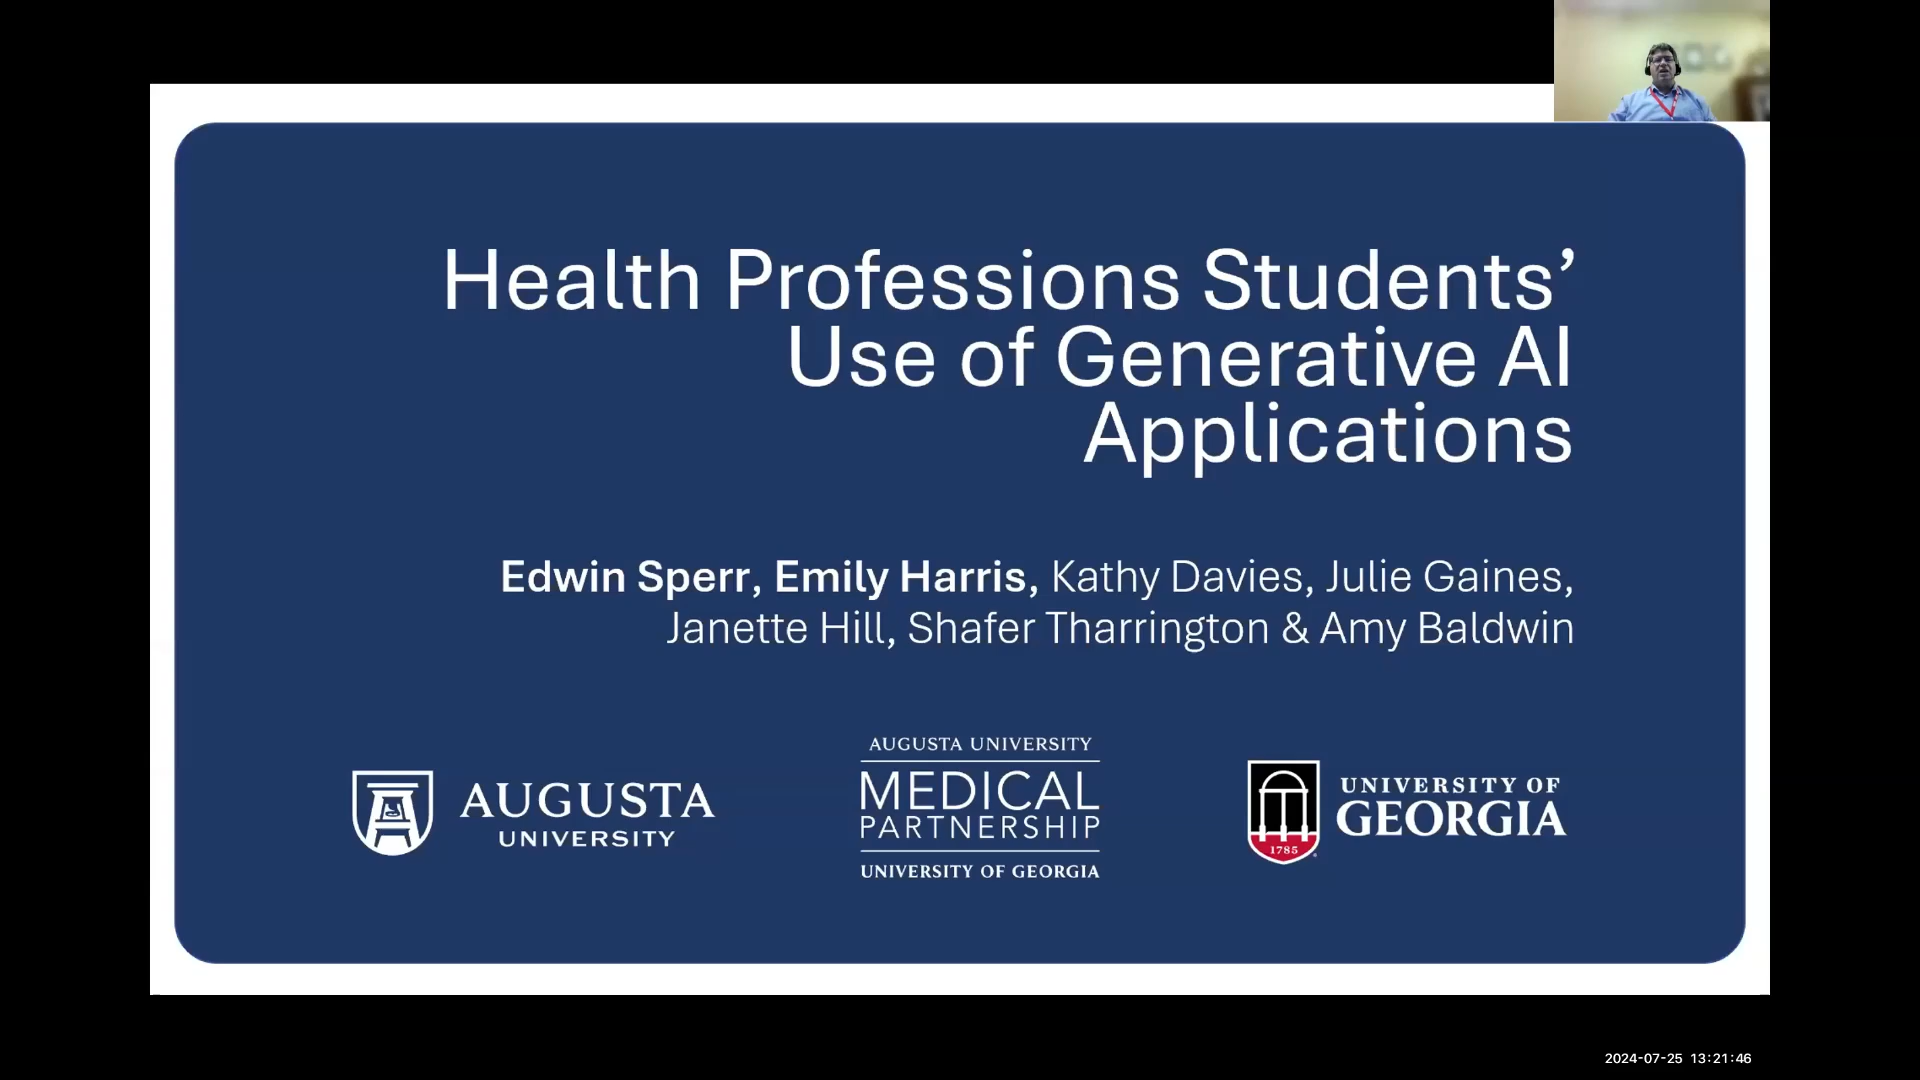 Health Professions Students’
Use of Generative AI
Applications
Edwin Sperr, Emily Harris, Kathy Davies, Julie Gaines,
Janette Hill, Shafer Tharrington & Amy Baldwin
AUGUSTA
UNIVERSITY
AUGUSTA UNIVERSITY
MEDICAL
PARTNERSHIP
UNIVERSITY OF GEORGIA
1785
UNIVERSITY OF
GEORGIA
2024-07-25 13:21:46